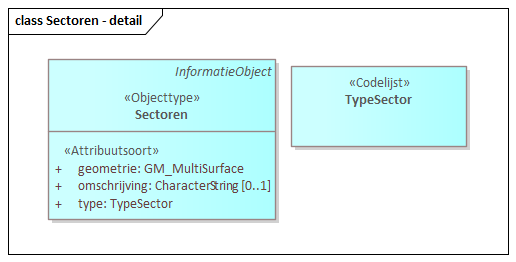 class Sectoren - detail
InformatieObject
«Objecttype»
Sectoren
«Attribuutsoort»
+ geometrie: GM_MultiSurface
+ omschrijving: CharacterString [0..1]
+ type: TypeSector
«Codelijst»
TypeSector